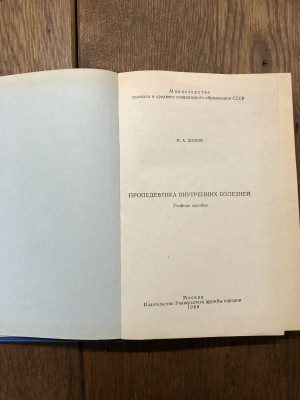 Министерство
высшего и среднего специального образования СССР
ПРОПЕДЕВТИКА ВНУТРЕННИХ БОЛЕЗНЕЙ
Учебное пособие
Москва
Издательство Университета дружбы народов